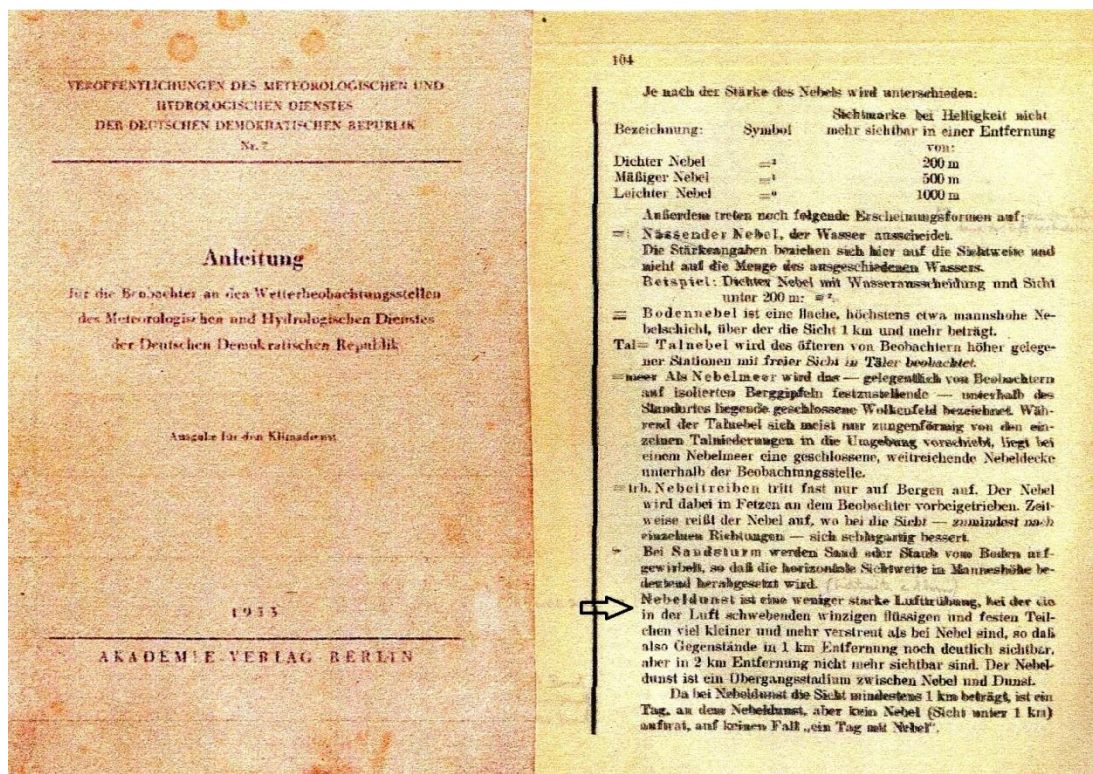 VERÖFFENTLICHUNGEN DES METEOROLOGISCHEN UND
HYDROLOGISCHEN DIENSTES
DER DEUTSCHEN DEMOKRATISCHEN REPUBLIK
Nr. 7
Anleitung
für die Beobachter an den Wetterbeobachtungsstellen
des Meteorologischen und Hydrologischen Dienstes
der Deutschen Demokratischen Republik
Ausgabe für den Klimadienst
1953
AKADEMIE-VERLAG BERLIN
104
Je nach der Stärke des Nebels wird unterschieden:
Sichtmarke bei Helligkeit nicht
Bezeichnung: Symbol mehr sichtbar in einer Entfernung
von:
Dichter Nebel ≡² 200 m
Mäßiger Nebel ≡¹ 500 m
Leichter Nebel ≡⁰ 1000 m
Außerdem treten noch folgende Erscheinungsformen auf:
Nässender Nebel, der Wasser ausscheidet.
Die Stärkeangaben beziehen sich hier auf die Sichtweite und
nicht auf die Menge des ausgeschiedenen Wassers.
Beispiel: Dichter Nebel mit Wasserausscheidung und Sicht
unter 200 m:
Bodennebel ist eine flache, höchstens etwa mannshohe Ne-
belschicht, über der die Sicht 1 km und mehr beträgt.
Tal≡ Talnebel wird des öfteren von Beobachtern höher gelege-
ner Stationen mit freier Sicht in Täler beobachtet.
≡meer Als Nebelmeer wird das — gelegentlich von Beobachtern
auf isolierten Berggipfeln festzustellende — unterhalb des
Standortes liegende geschlossene Wolkenfeld bezeichnet. Wäh-
rend der Talnebel sich meist nur zungenförmig von den ein-
zelnen Talniederungen in die Umgebung vorschiebt, liegt bei
einem Nebelmeer eine geschlossene, weitreichende Nebeldecke
unterhalb der Beobachtungsstelle.
≡trb. Nebeltreiben tritt fast nur auf Bergen auf. Der Nebel
wird dabei in Fetzen an dem Beobachter vorbeigetrieben. Zeit-
weise reißt der Nebel auf, wo bei die Sicht — zumindest nach
einzelnen Richtungen — sich schlagartig bessert.
Bei Sandsturm werden Sand oder Staub vom Boden auf-
gewirbelt, so daß die horizontale Sichtweite in Manneshöhe be-
deutend herabgesetzt wird.
Nebeldunst ist eine weniger starke Lufttrübung, bei der die
in der Luft schwebenden winzigen flüssigen und festen Teil-
chen viel kleiner und mehr verstreut als bei Nebel sind, so daß
also Gegenstände in 1 km Entfernung noch deutlich sichtbar,
aber in 2 km Entfernung nicht mehr sichtbar sind. Der Nebel-
dunst ist ein Übergangsstadium zwischen Nebel und Dunst.
Da bei Nebeldunst die Sicht mindestens 1 km beträgt, ist ein
Tag, an dem Nebeldunst, aber kein Nebel (Sicht unter 1 km)
auftrat, auf keinen Fall „ein Tag mit Nebel".